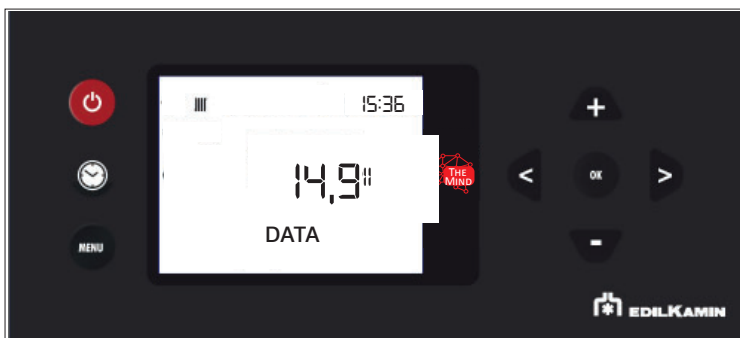 15:36
14,9"
THE
MIND
DATA
<
OK
>
+
-
MENU
EDILKAMIN